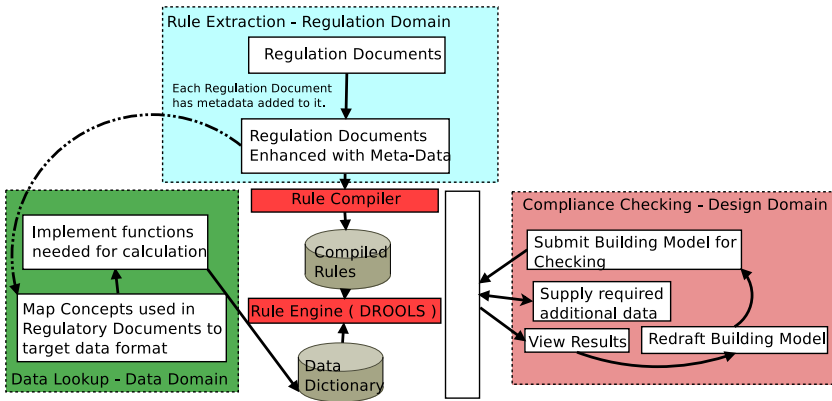 Rule Extraction - Regulation Domain
Regulation Documents
Each Regulation Document
has metadata added to it.
Regulation Documents
Enhanced with Meta-Data
Rule Compiler
Compiled
Rules
Rule Engine ( DROOLS )
Data
Dictionary
Implement functions
needed for calculation
Map Concepts used in
Regulatory Documents to
target data format
Data Lookup - Data Domain
Compliance Checking - Design Domain
Submit Building Model for
Checking
Supply required
additional data
View Results
Redraft Building Model